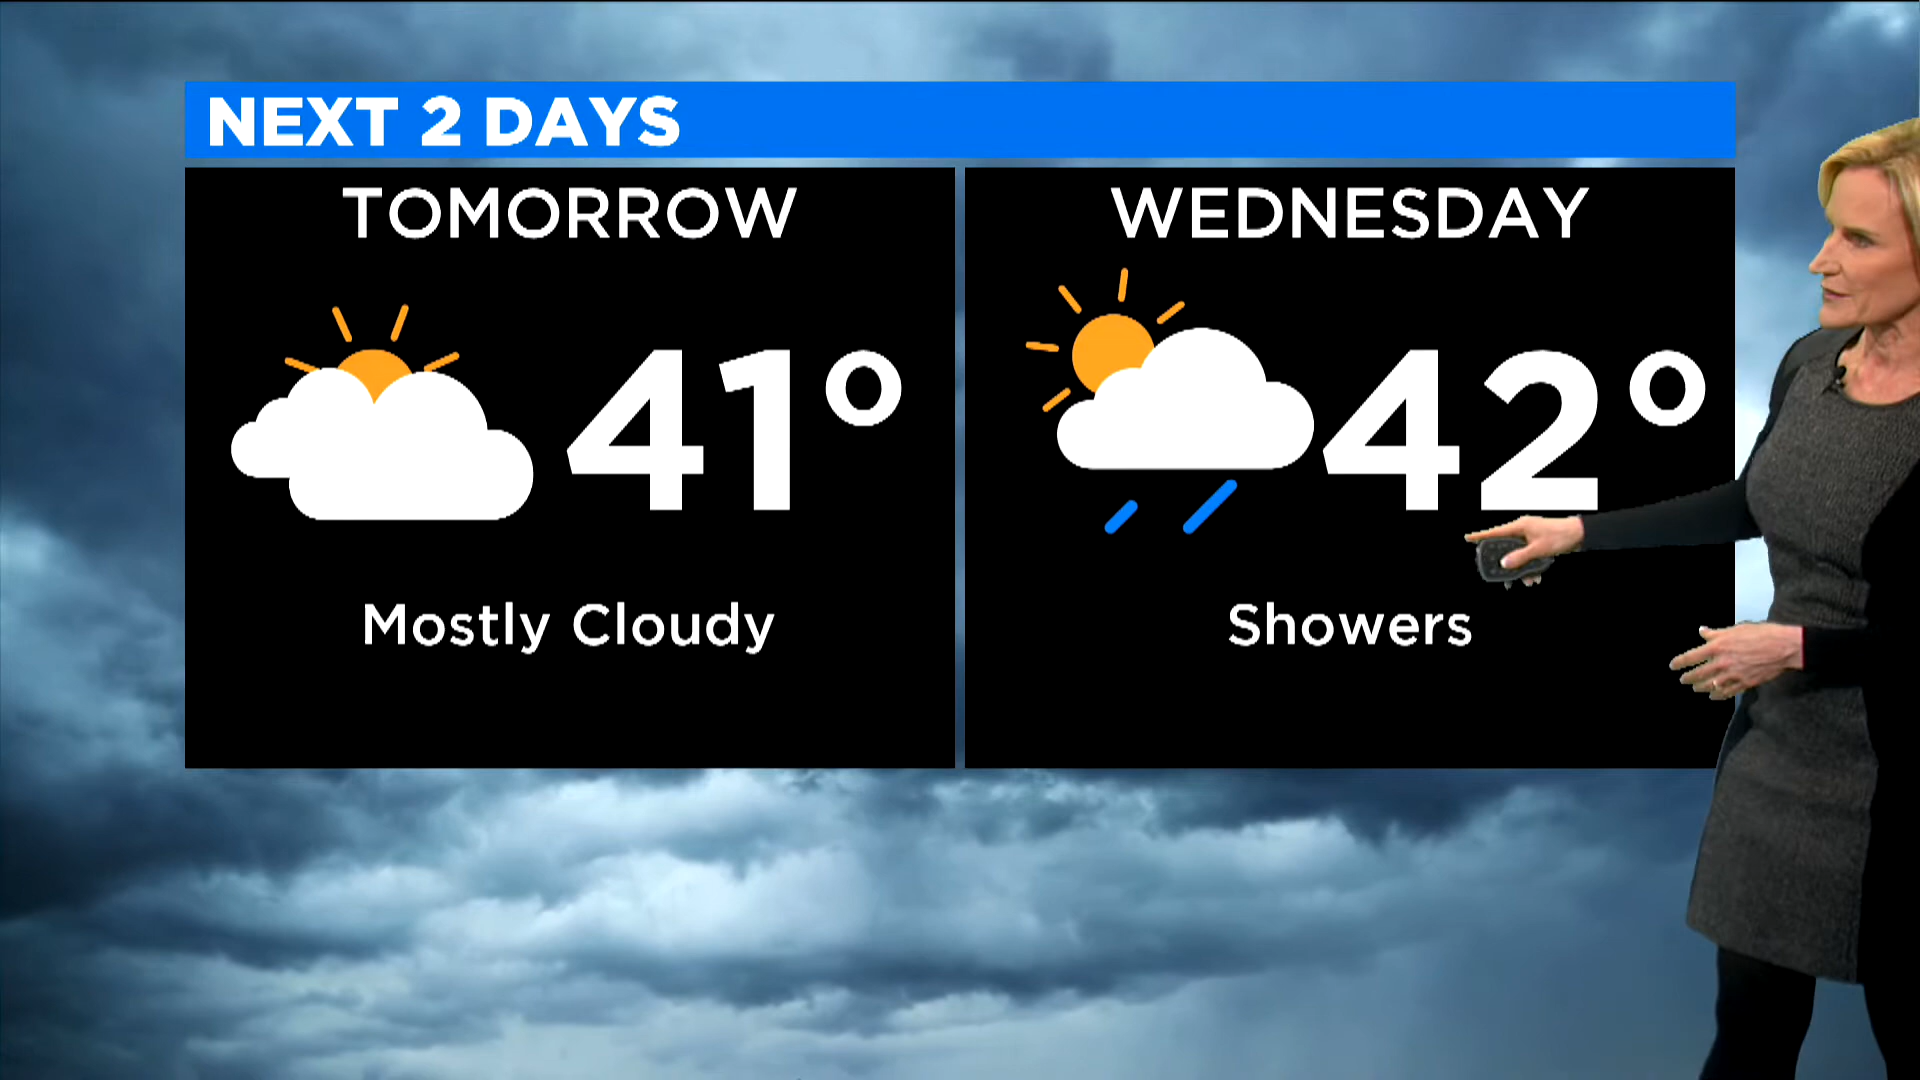 NEXT 2 DAYS
TOMORROW
41°
Mostly Cloudy
WEDNESDAY
42°
Showers